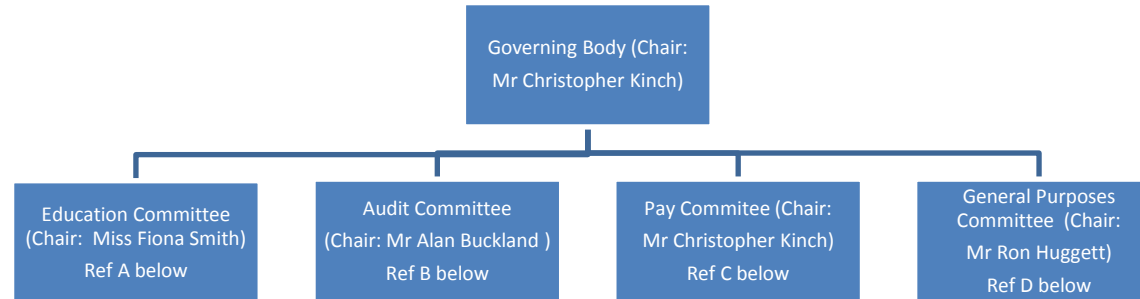 Governing Body (Chair:
Mr Christopher Kinch)
Education Committee
(Chair:  Miss Fiona Smith)
Ref A below
Audit Committee
(Chair: Mr Alan Buckland )
Ref B below
Pay Commitee (Chair:
Mr Christopher Kinch)
Ref C below
General Purposes
Committee  (Chair:
Mr Ron Huggett)
Ref D below